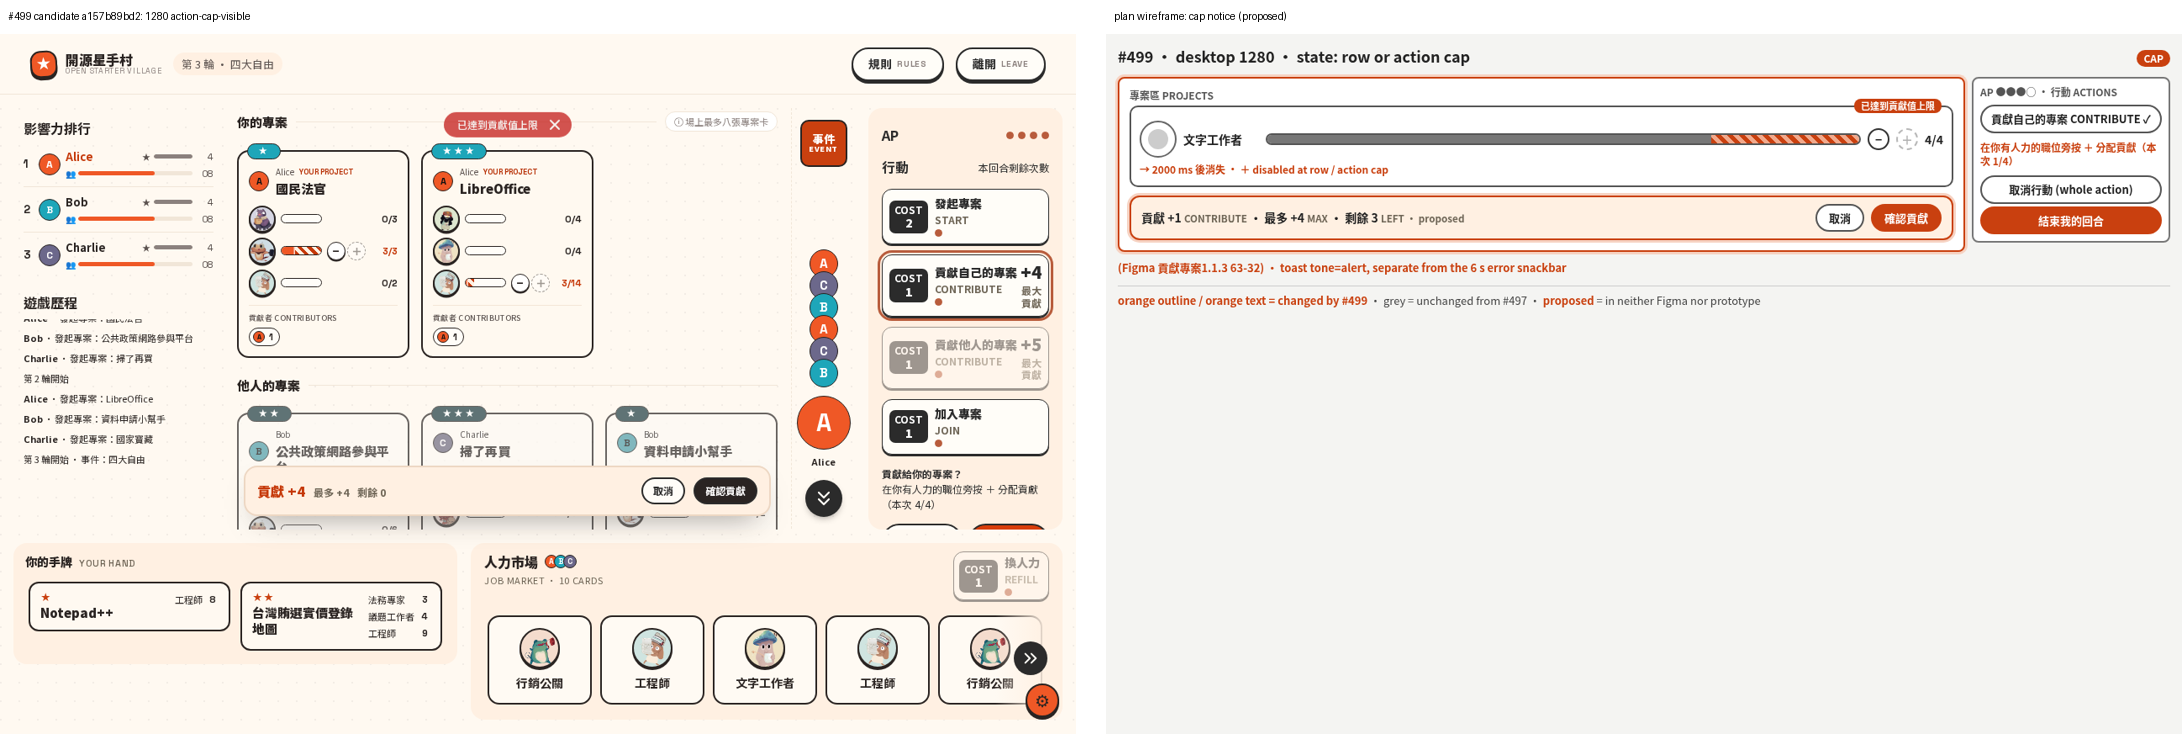 #499 candidate a157b89bd2: 1280 action-cap-visible
開源星手村
OPEN STARTER VILLAGE
第 3 輪・四大自由
規則 RULES
離開 LEAVE
影響力排行
1 A Alice ★ 4
08
2 B Bob ★ 4
08
3 C Charlie ★ 4
08
遊戲歷程
Alice・發起專案：國民法官
Bob・發起專案：公共政策網路參與平台
Charlie・發起專案：掃了再買
第 2 輪開始
Alice・發起專案：LibreOffice
Bob・發起專案：資料申請小幫手
Charlie・發起專案：國家寶藏
第 3 輪開始・事件：四大自由
你的專案
已達到貢獻值上限
場上最多八張專案卡
★
A Alice YOUR PROJECT
國民法官
0/3
− + 3/3
0/2
貢獻者 CONTRIBUTORS
A 1
★★★
A Alice YOUR PROJECT
LibreOffice
0/4
0/4
− + 3/14
貢獻者 CONTRIBUTORS
A 1
他人的專案
★★
B Bob
公共政策網路參與平
★★★
C Charlie
掃了再買
★
B Bob
資料申請小幫手
貢獻 +4 最多 +4 剩餘 0
取消
確認貢獻
事件
EVENT
A
C
B
A
C
B
A
Alice
AP
行動 本回合剩餘次數
COST 2
發起專案
START
COST 1
貢獻自己的專案
CONTRIBUTE
+4
最大
貢獻
COST 1
貢獻他人的專案
CONTRIBUTE
+5
最大
貢獻
COST 1
加入專案
JOIN
貢獻給你的專案？
在你有人力的職位旁按 ＋ 分配貢獻
（本次 4/4）
你的手牌 YOUR HAND
★
Notepad++
工程師 8
★★
台灣賄選實價登錄
地圖
法務專家 3
議題工作者 4
工程師 9
人力市場 A B C
JOB MARKET • 10 CARDS
COST 1
換人力
REFILL
行銷公關
工程師
文字工作者
工程師
行銷公關
plan wireframe: cap notice (proposed)
#499 • desktop 1280 • state: row or action cap
CAP
專案區 PROJECTS
已達到貢獻值上限
文字工作者
− + 4/4
→ 2000 ms 後消失 • ＋ disabled at row / action cap
貢獻 +1 CONTRIBUTE • 最多 +4 MAX • 剩餘 3 LEFT • proposed
取消
確認貢獻
AP ●●●○ • 行動 ACTIONS
貢獻自己的專案 CONTRIBUTE ✓
在你有人力的職位旁按 ＋ 分配貢獻（本
次 1/4）
取消行動 (whole action)
結束我的回合
(Figma 貢獻專案1.1.3 63-32) • toast tone=alert, separate from the 6 s error snackbar
orange outline / orange text = changed by #499 • grey = unchanged from #497 • proposed = in neither Figma nor prototype